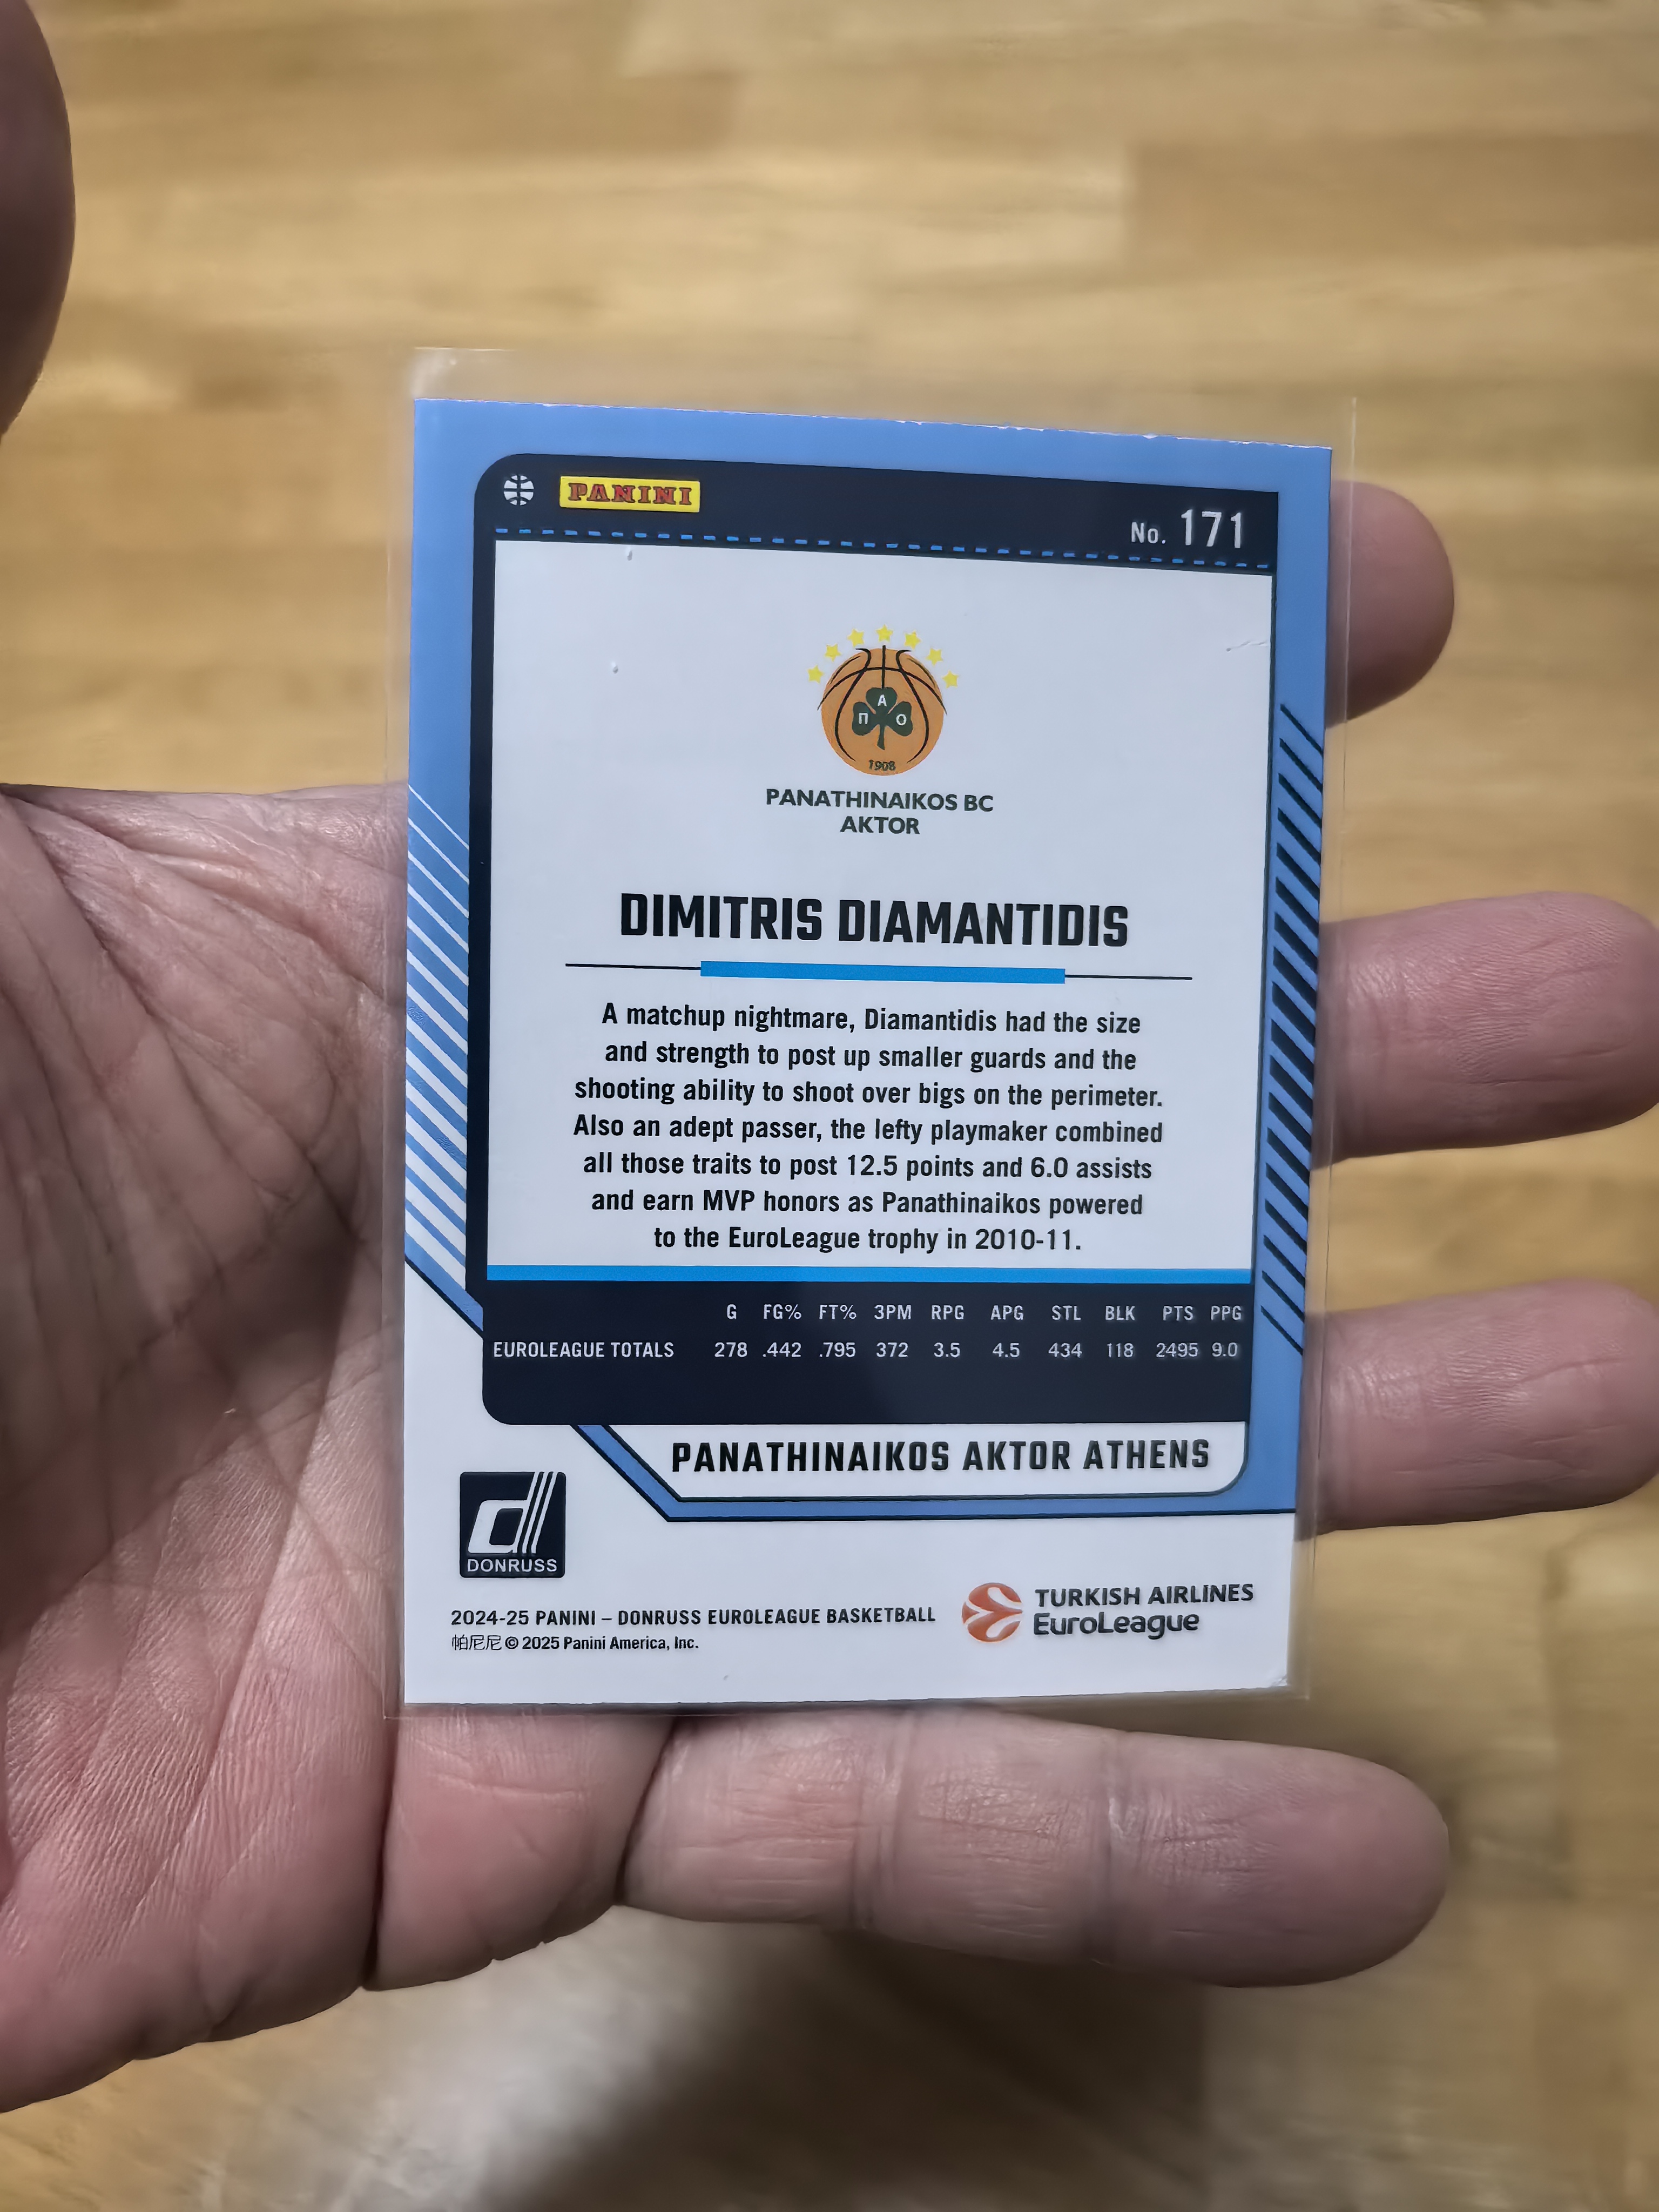 PANINI
No. 171
Α
Π Ο
1908
PANATHINAIKOS BC
AKTOR
DIMITRIS DIAMANTIDIS
A matchup nightmare, Diamantidis had the size
and strength to post up smaller guards and the
shooting ability to shoot over bigs on the perimeter.
Also an adept passer, the lefty playmaker combined
all those traits to post 12.5 points and 6.0 assists
and earn MVP honors as Panathinaikos powered
to the EuroLeague trophy in 2010-11.
G FG% FT% 3PM RPG APG STL BLK PTS PPG
EUROLEAGUE TOTALS 278 .442 .795 372 3.5 4.5 434 118 2495 9.0
PANATHINAIKOS AKTOR ATHENS
d
DONRUSS
2024-25 PANINI – DONRUSS EUROLEAGUE BASKETBALL
帕尼尼 © 2025 Panini America, Inc.
TURKISH AIRLINES
EuroLeague